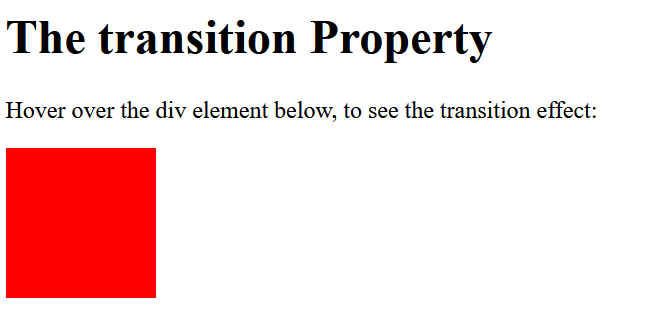 The transition Property
Hover over the div element below, to see the transition effect: